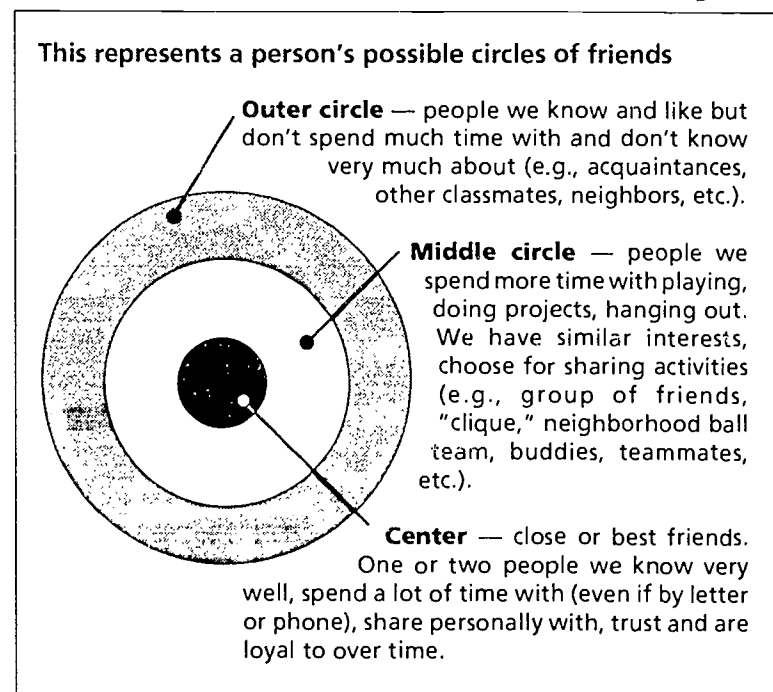 This represents a person's possible circles of friends
Outer circle — people we know and like but
don't spend much time with and don't know
very much about (e.g., acquaintances,
other classmates, neighbors, etc.).
Middle circle — people we
spend more time with playing,
doing projects, hanging out.
We have similar interests,
choose for sharing activities
(e.g., group of friends,
"clique," neighborhood ball
team, buddies, teammates,
etc.).
Center — close or best friends.
One or two people we know very
well, spend a lot of time with (even if by letter
or phone), share personally with, trust and are
loyal to over time.